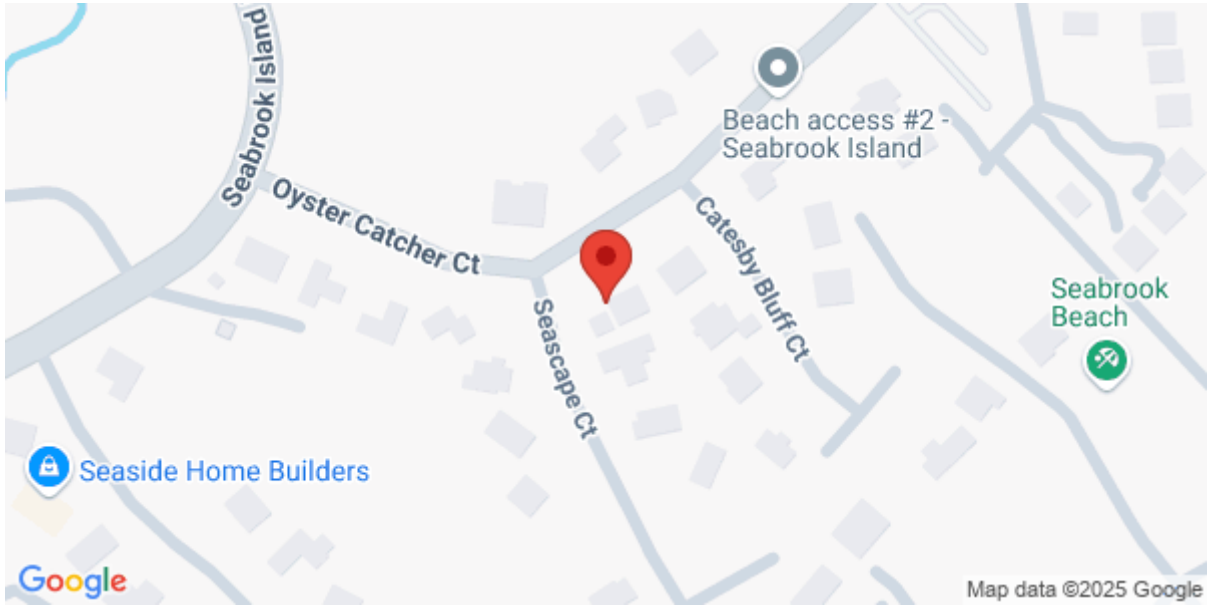 Seabrook Island
Beach access #2 -
Seabrook Island
Oyster Catcher Ct
Catesby Bluff Ct
Seabrook
Beach
Seascape Ct
Seaside Home Builders
Google
Map data ©2025 Google